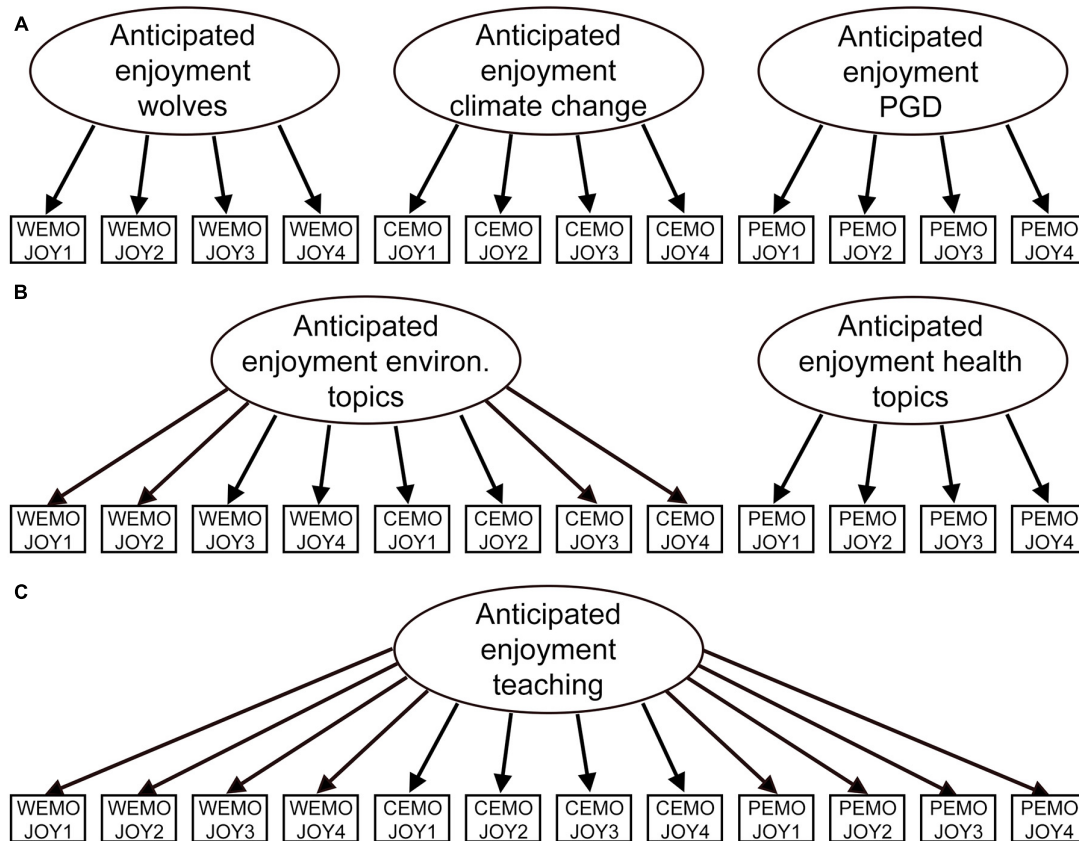 A
Anticipated
enjoyment
wolves
Anticipated
enjoyment
climate change
Anticipated
enjoyment
PGD
WEMO WEMO WEMO WEMO CEMO CEMO CEMO CEMO PEMO PEMO PEMO PEMO
JOY1 JOY2 JOY3 JOY4 JOY1 JOY2 JOY3 JOY4 JOY1 JOY2 JOY3 JOY4
B
Anticipated
enjoyment environ.
topics
Anticipated
enjoyment health
topics
WEMO WEMO WEMO WEMO CEMO CEMO CEMO CEMO PEMO PEMO PEMO PEMO
JOY1 JOY2 JOY3 JOY4 JOY1 JOY2 JOY3 JOY4 JOY1 JOY2 JOY3 JOY4
C
Anticipated
enjoyment
teaching
WEMO WEMO WEMO WEMO CEMO CEMO CEMO CEMO PEMO PEMO PEMO PEMO
JOY1 JOY2 JOY3 JOY4 JOY1 JOY2 JOY3 JOY4 JOY1 JOY2 JOY3 JOY4